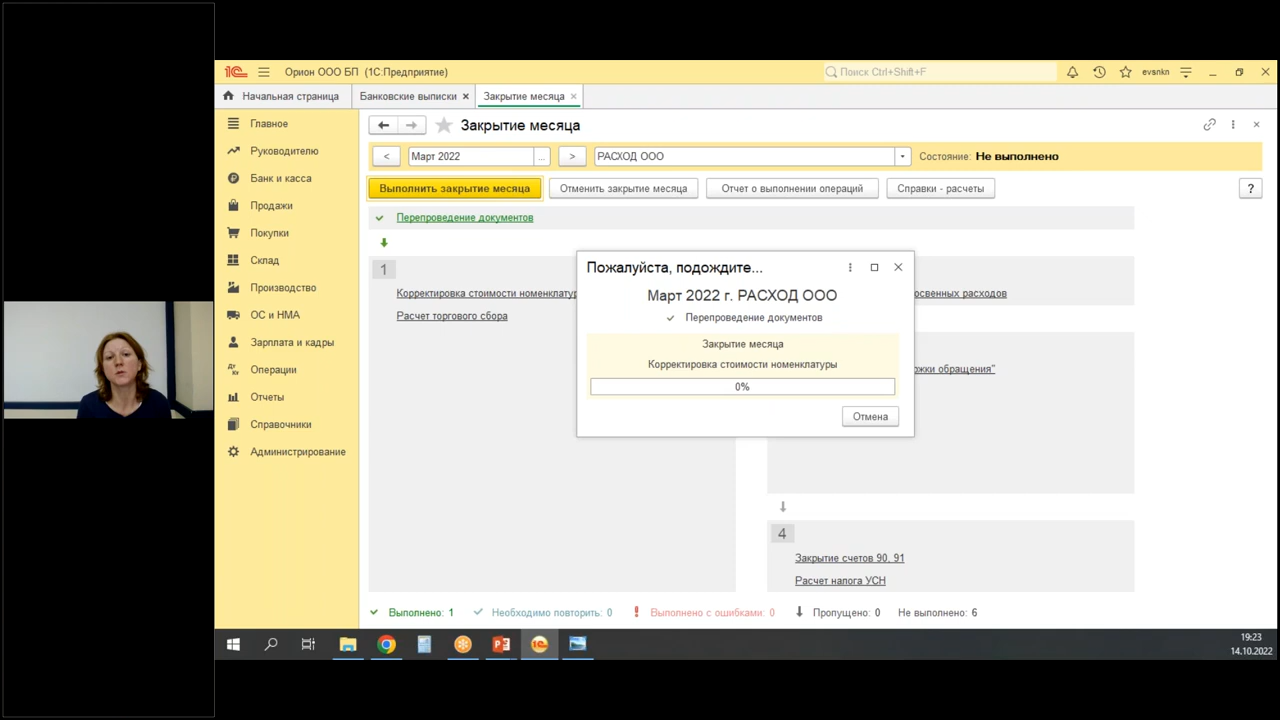 1С Орион ООО БП (1С:Предприятие) Поиск Ctrl+Shift+F evsnkn
Начальная страница Банковские выписки × Закрытие месяца ×
Главное
Руководителю
Банк и касса
Продажи
Покупки
Склад
Производство
ОС и НМА
Зарплата и кадры
Операции
Отчеты
Справочники
Администрирование
Закрытие месяца
< Март 2022 ... > РАСХОД ООО Состояние: Не выполнено
Выполнить закрытие месяца Отменить закрытие месяца Отчет о выполнении операций Справки - расчеты ?
Перепроведение документов
1
Корректировка стоимости номенклатур
Расчет торгового сбора
освенных расходов
ржки обращения"
Пожалуйста, подождите...
Март 2022 г. РАСХОД ООО
Перепроведение документов
Закрытие месяца
Корректировка стоимости номенклатуры
0%
Отмена
4
Закрытие счетов 90, 91
Расчет налога УСН
Выполнено: 1 Необходимо повторить: 0 Выполнено с ошибками: 0 Пропущено: 0 Не выполнено: 6
19:23
14.10.2022